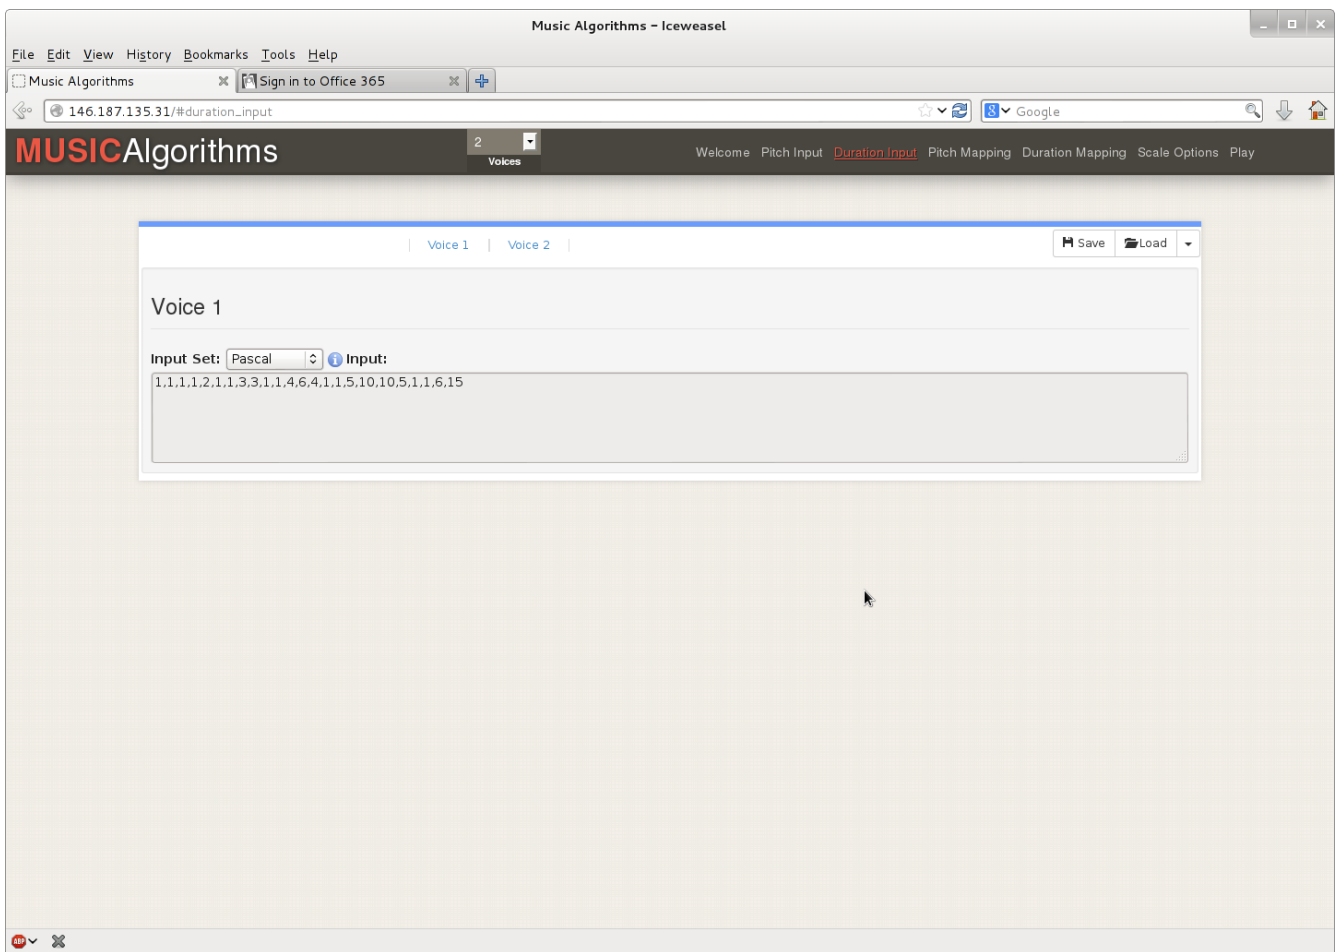 Music Algorithms – Iceweasel
File Edit View History Bookmarks Tools Help
Music Algorithms Sign in to Office 365
146.187.135.31/#duration_input Google
MUSICAlgorithms 2 Welcome Pitch Input Duration Input Pitch Mapping Duration Mapping Scale Options Play
Voices
Voice 1 Voice 2 Save Load
Voice 1
Input Set: Pascal Input:
1,1,1,1,2,1,1,3,3,1,1,4,6,4,1,1,5,10,10,5,1,1,6,15
ABP